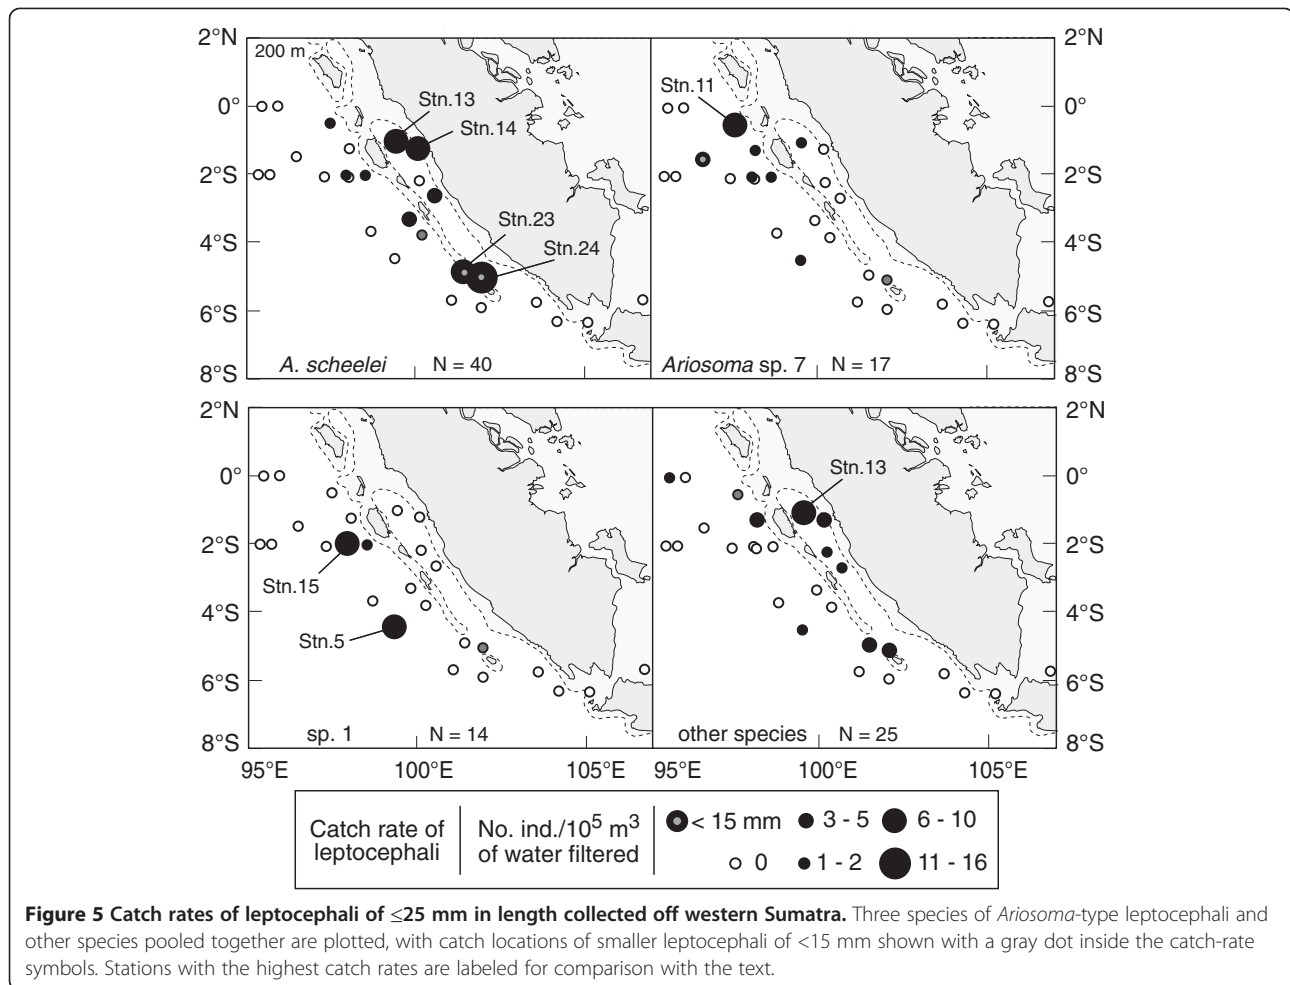 2°N
200 m
2°N
Stn.13
Stn.11
0°
0°
Stn.14
2°S
2°S
Stn.23
4°S
4°S
Stn.24
6°S
6°S
A. scheelei N = 40
Ariosoma sp. 7 N = 17
8°S
8°S
2°N
2°N
Stn.13
0°
0°
2°S
2°S
Stn.15
4°S
4°S
Stn.5
6°S
6°S
sp. 1 N = 14
other species N = 25
8°S
8°S
95°E 100°E 105°E 95°E 100°E 105°E
Catch rate of
leptocephali
No. ind./10⁵ m³
of water filtered
< 15 mm 3 - 5 6 - 10
0 1 - 2 11 - 16
Figure 5 Catch rates of leptocephali of ≤25 mm in length collected off western Sumatra. Three species of Ariosoma-type leptocephali and
other species pooled together are plotted, with catch locations of smaller leptocephali of <15 mm shown with a gray dot inside the catch-rate
symbols. Stations with the highest catch rates are labeled for comparison with the text.